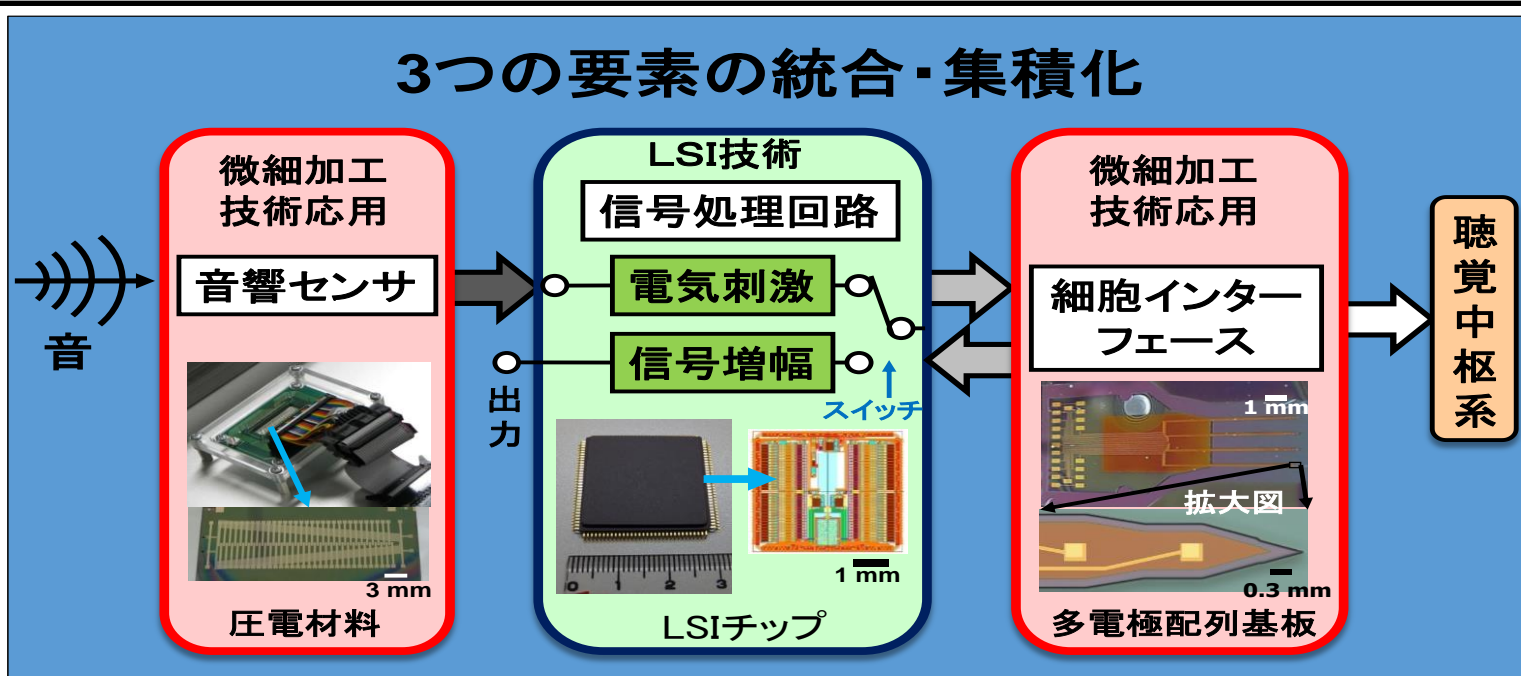 3つの要素の統合・集積化
音
微細加工
技術応用
音響センサ
3 mm
圧電材料
LSI技術
信号処理回路
電気刺激
信号増幅
出
力
スイッチ
0 1 2 3
1 mm
LSIチップ
微細加工
技術応用
細胞インター
フェース
1 mm
拡大図
0.3 mm
多電極配列基板
聴
覚
中
枢
系